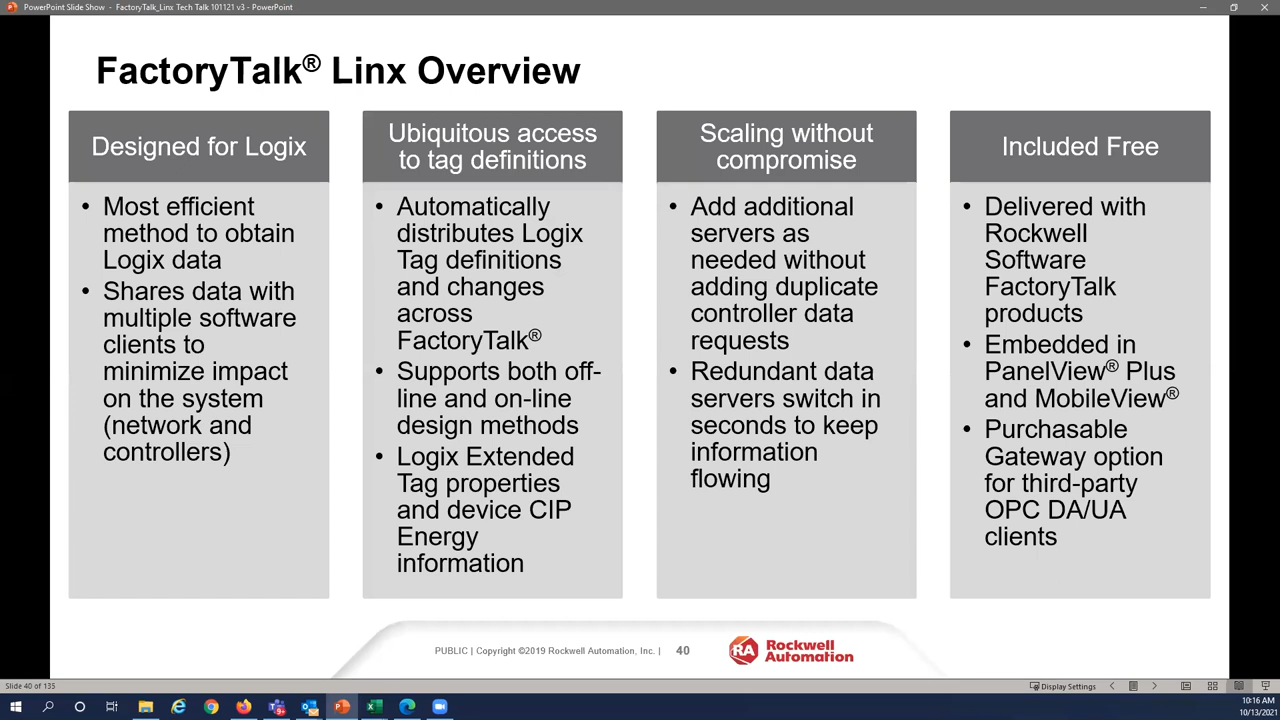 PowerPoint Slide Show - FactoryTalk_Linx Tech Talk 101121 v3 - PowerPoint
FactoryTalk® Linx Overview
Designed for Logix
• Most efficient
method to obtain
Logix data
• Shares data with
multiple software
clients to
minimize impact
on the system
(network and
controllers)
Ubiquitous access
to tag definitions
• Automatically
distributes Logix
Tag definitions
and changes
across
FactoryTalk®
• Supports both off-
line and on-line
design methods
• Logix Extended
Tag properties
and device CIP
Energy
information
Scaling without
compromise
• Add additional
servers as
needed without
adding duplicate
controller data
requests
• Redundant data
servers switch in
seconds to keep
information
flowing
Included Free
• Delivered with
Rockwell
Software
FactoryTalk
products
• Embedded in
PanelView® Plus
and MobileView®
• Purchasable
Gateway option
for third-party
OPC DA/UA
clients
PUBLIC | Copyright ©2019 Rockwell Automation, Inc. | 40
RA
Rockwell
Automation
Slide 40 of 135
Display Settings
10:16 AM
10/13/2021